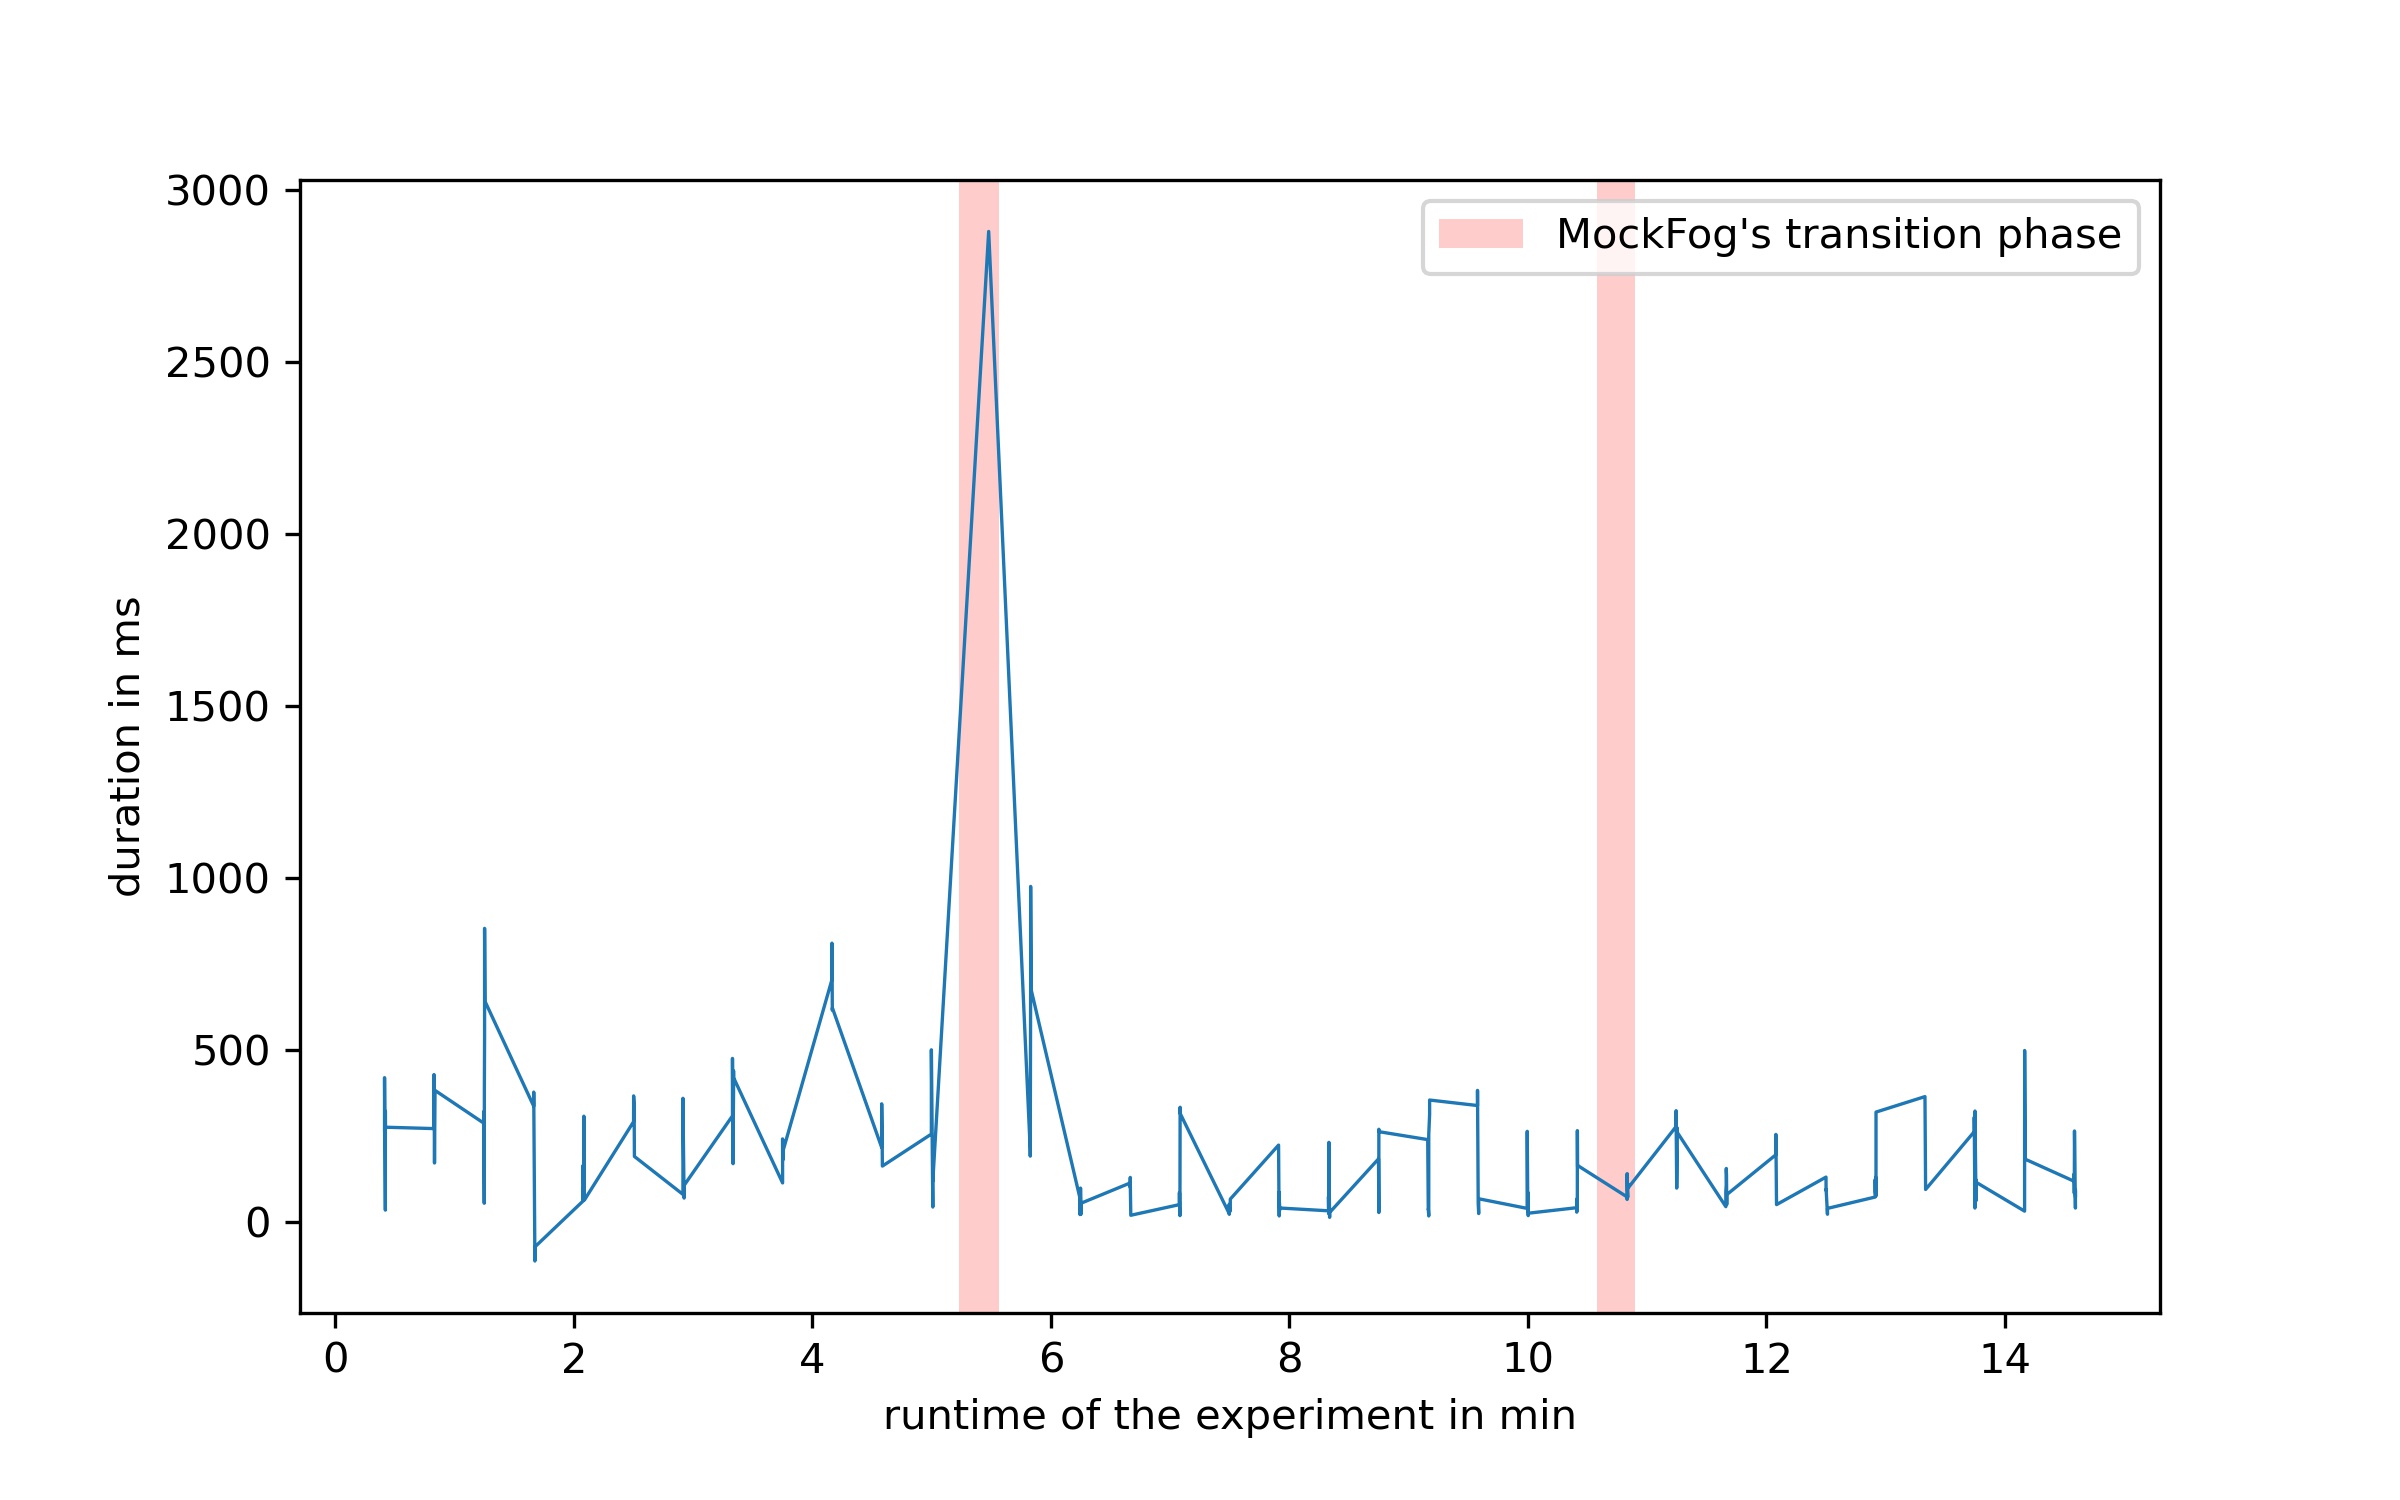 MockFog's transition phase
3000
2500
2000
1500
1000
500
0
duration in ms
0 2 4 6 8 10 12 14
runtime of the experiment in min